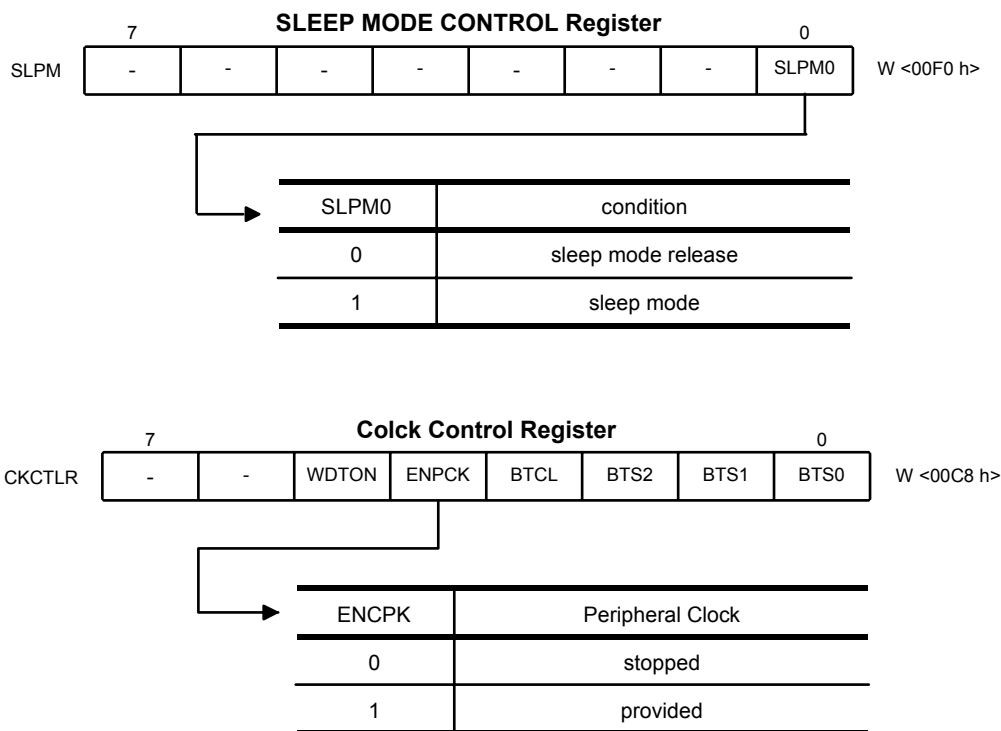 SLEEP MODE CONTROL Register
7 0
SLPM - - - - - - - SLPM0 W <00F0 h>
SLPM0 condition
0 sleep mode release
1 sleep mode
Colck Control Register
7 0
CKCTLR - - WDTON ENPCK BTCL BTS2 BTS1 BTS0 W <00C8 h>
ENCPK Peripheral Clock
0 stopped
1 provided